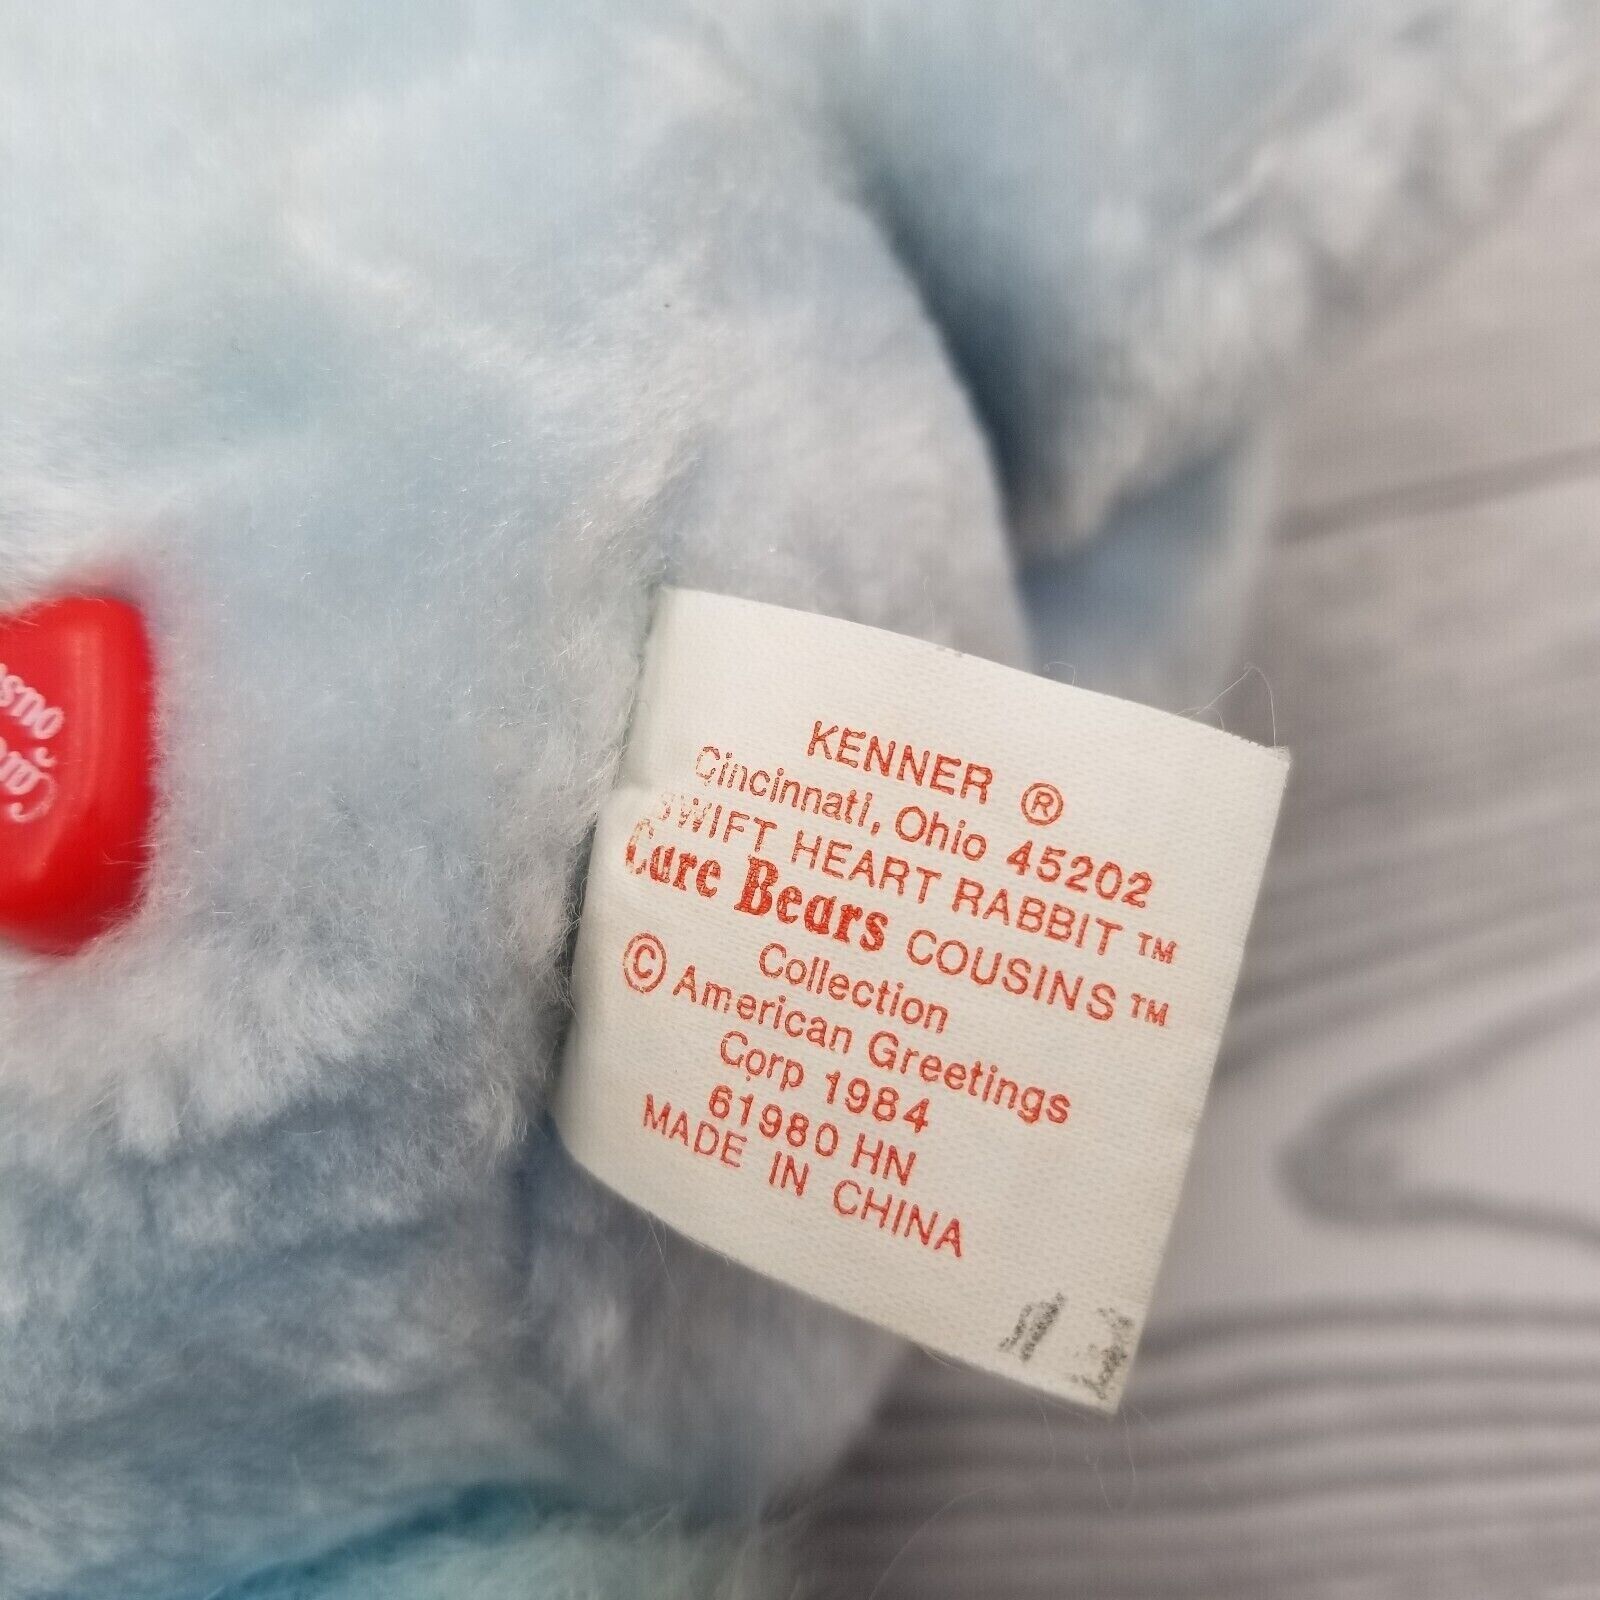 KENNER ®
Cincinnati, Ohio 45202
SWIFT HEART RABBIT ™
Care Bears COUSINS ™
Collection
© American Greetings
Corp 1984
61980 HN
MADE IN CHINA